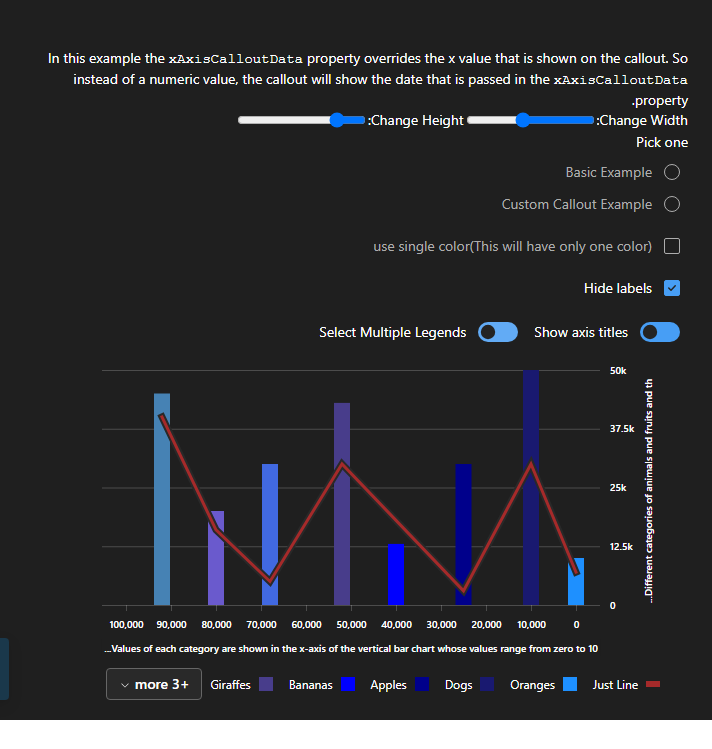 In this example the xAxisCalloutData property overrides the x value that is shown on the callout. So
instead of a numeric value, the callout will show the date that is passed in the xAxisCalloutData
.property
:Change Width :Change Height
Pick one
Basic Example
Custom Callout Example
use single color(This will have only one color)
Hide labels
Show axis titles Select Multiple Legends
50k
37.5k
25k
12.5k
0
...Different categories of animals and fruits and th
100,000 90,000 80,000 70,000 60,000 50,000 40,000 30,000 20,000 10,000 0
...Values of each category are shown in the x-axis of the vertical bar chart whose values range from zero to 10
more 3+ Giraffes Bananas Apples Dogs Oranges Just Line